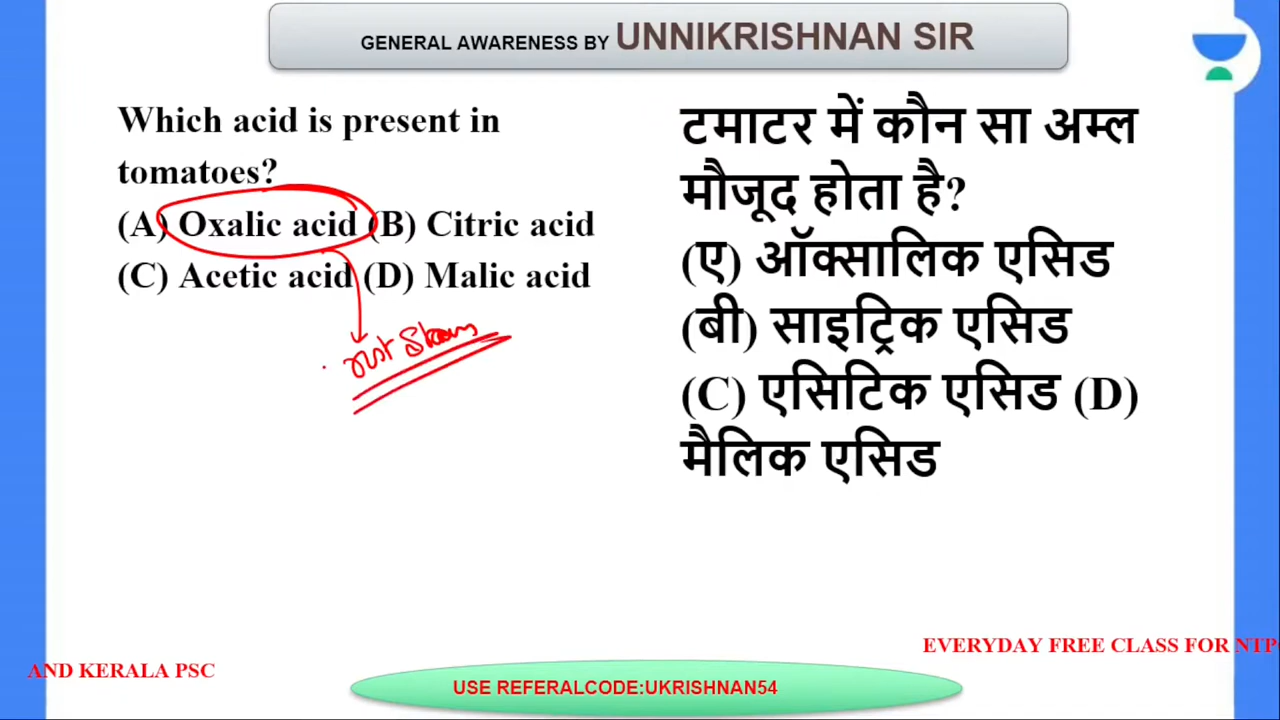 GENERAL AWARENESS BY UNNIKRISHNAN SIR
Which acid is present in
tomatoes?
(A) Oxalic acid (B) Citric acid
(C) Acetic acid (D) Malic acid
rust
टमाटर में कौन सा अम्ल
मौजूद होता है?
(ए) ऑक्सालिक एसिड
(बी) साइट्रिक एसिड
(C) एसिटिक एसिड (D)
मैलिक एसिड
EVERYDAY FREE CLASS FOR NTP
AND KERALA PSC
USE REFERALCODE:UKRISHNAN54